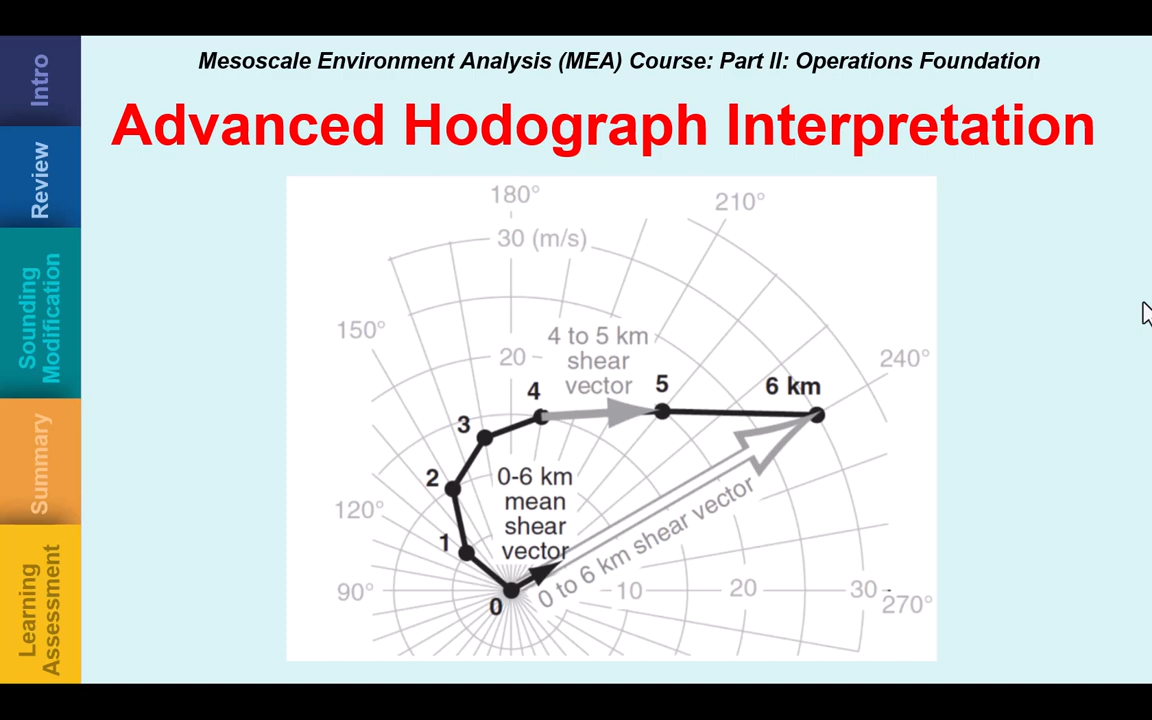 Mesoscale Environment Analysis (MEA) Course: Part II: Operations Foundation
Advanced Hodograph Interpretation
Intro
Review
Sounding
Modification
Summary
Learning
Assessment
180°
210°
30 (m/s)
150°
4 to 5 km
shear
vector
20
240°
4
5
6 km
3
2
0-6 km
mean
shear
vector
120°
1
0 to 6 km shear vector
90°
0
10
20
30
270°